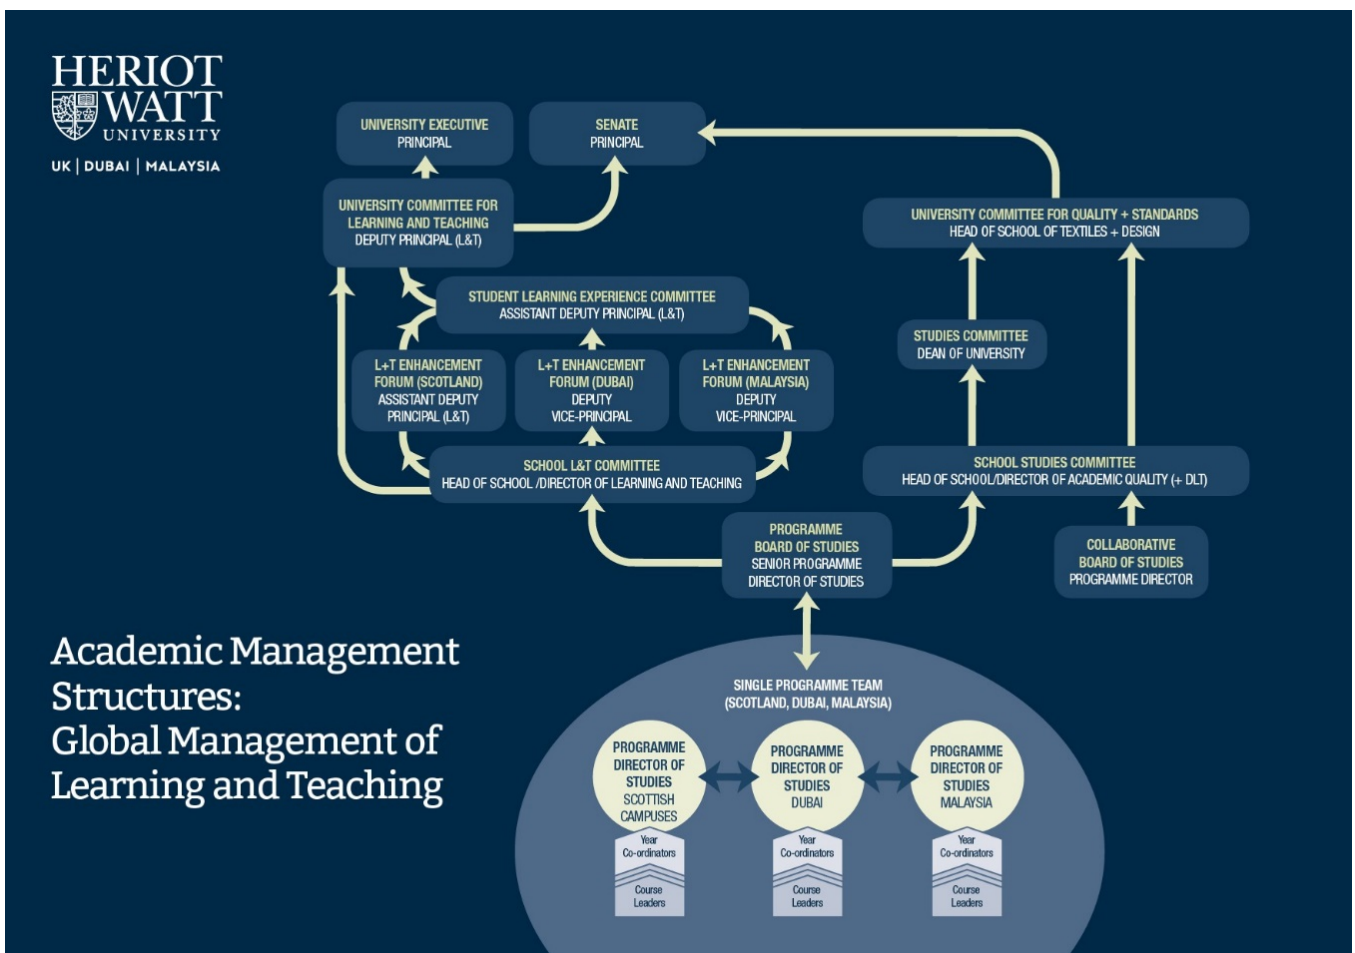 HERIOT
WATT
UNIVERSITY
UK | DUBAI | MALAYSIA
UNIVERSITY EXECUTIVE
PRINCIPAL
SENATE
PRINCIPAL
UNIVERSITY COMMITTEE FOR
LEARNING AND TEACHING
DEPUTY PRINCIPAL (L&T)
UNIVERSITY COMMITTEE FOR QUALITY + STANDARDS
HEAD OF SCHOOL OF TEXTILES + DESIGN
STUDENT LEARNING EXPERIENCE COMMITTEE
ASSISTANT DEPUTY PRINCIPAL (L&T)
STUDIES COMMITTEE
DEAN OF UNIVERSITY
L+T ENHANCEMENT
FORUM (SCOTLAND)
ASSISTANT DEPUTY
PRINCIPAL (L&T)
L+T ENHANCEMENT
FORUM (DUBAI)
DEPUTY
VICE-PRINCIPAL
L+T ENHANCEMENT
FORUM (MALAYSIA)
DEPUTY
VICE-PRINCIPAL
SCHOOL L&T COMMITTEE
HEAD OF SCHOOL /DIRECTOR OF LEARNING AND TEACHING
SCHOOL STUDIES COMMITTEE
HEAD OF SCHOOL/DIRECTOR OF ACADEMIC QUALITY (+ DLT)
PROGRAMME
BOARD OF STUDIES
SENIOR PROGRAMME
DIRECTOR OF STUDIES
COLLABORATIVE
BOARD OF STUDIES
PROGRAMME DIRECTOR
Academic Management
Structures:
Global Management of
Learning and Teaching
SINGLE PROGRAMME TEAM
(SCOTLAND, DUBAI, MALAYSIA)
PROGRAMME
DIRECTOR OF
STUDIES
SCOTTISH
CAMPUSES
PROGRAMME
DIRECTOR OF
STUDIES
DUBAI
PROGRAMME
DIRECTOR OF
STUDIES
MALAYSIA
Year
Co-ordinators
Course
Leaders
Year
Co-ordinators
Course
Leaders
Year
Co-ordinators
Course
Leaders